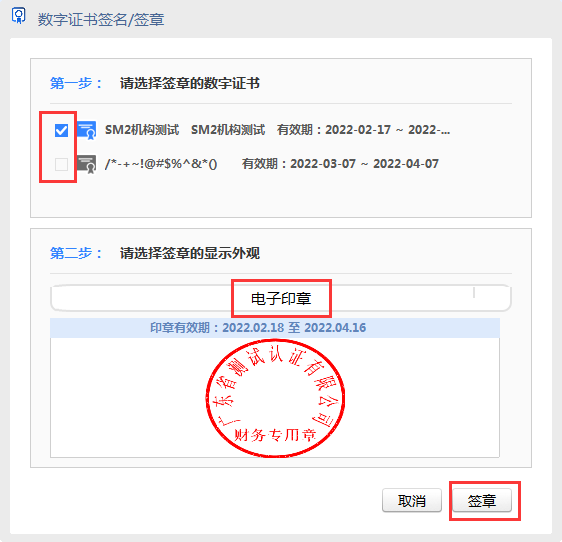 数字证书签名/签章
第一步： 请选择签章的数字证书
SM2机构测试 SM2机构测试 有效期：2022-02-17 ~ 2022-...
/*-+~!@#$%^&*() 有效期：2022-03-07 ~ 2022-04-07
第二步： 请选择签章的显示外观
电子印章
印章有效期：2022.02.18 至 2022.04.16
广东省测试认证有限公司
财务专用章
取消 签章